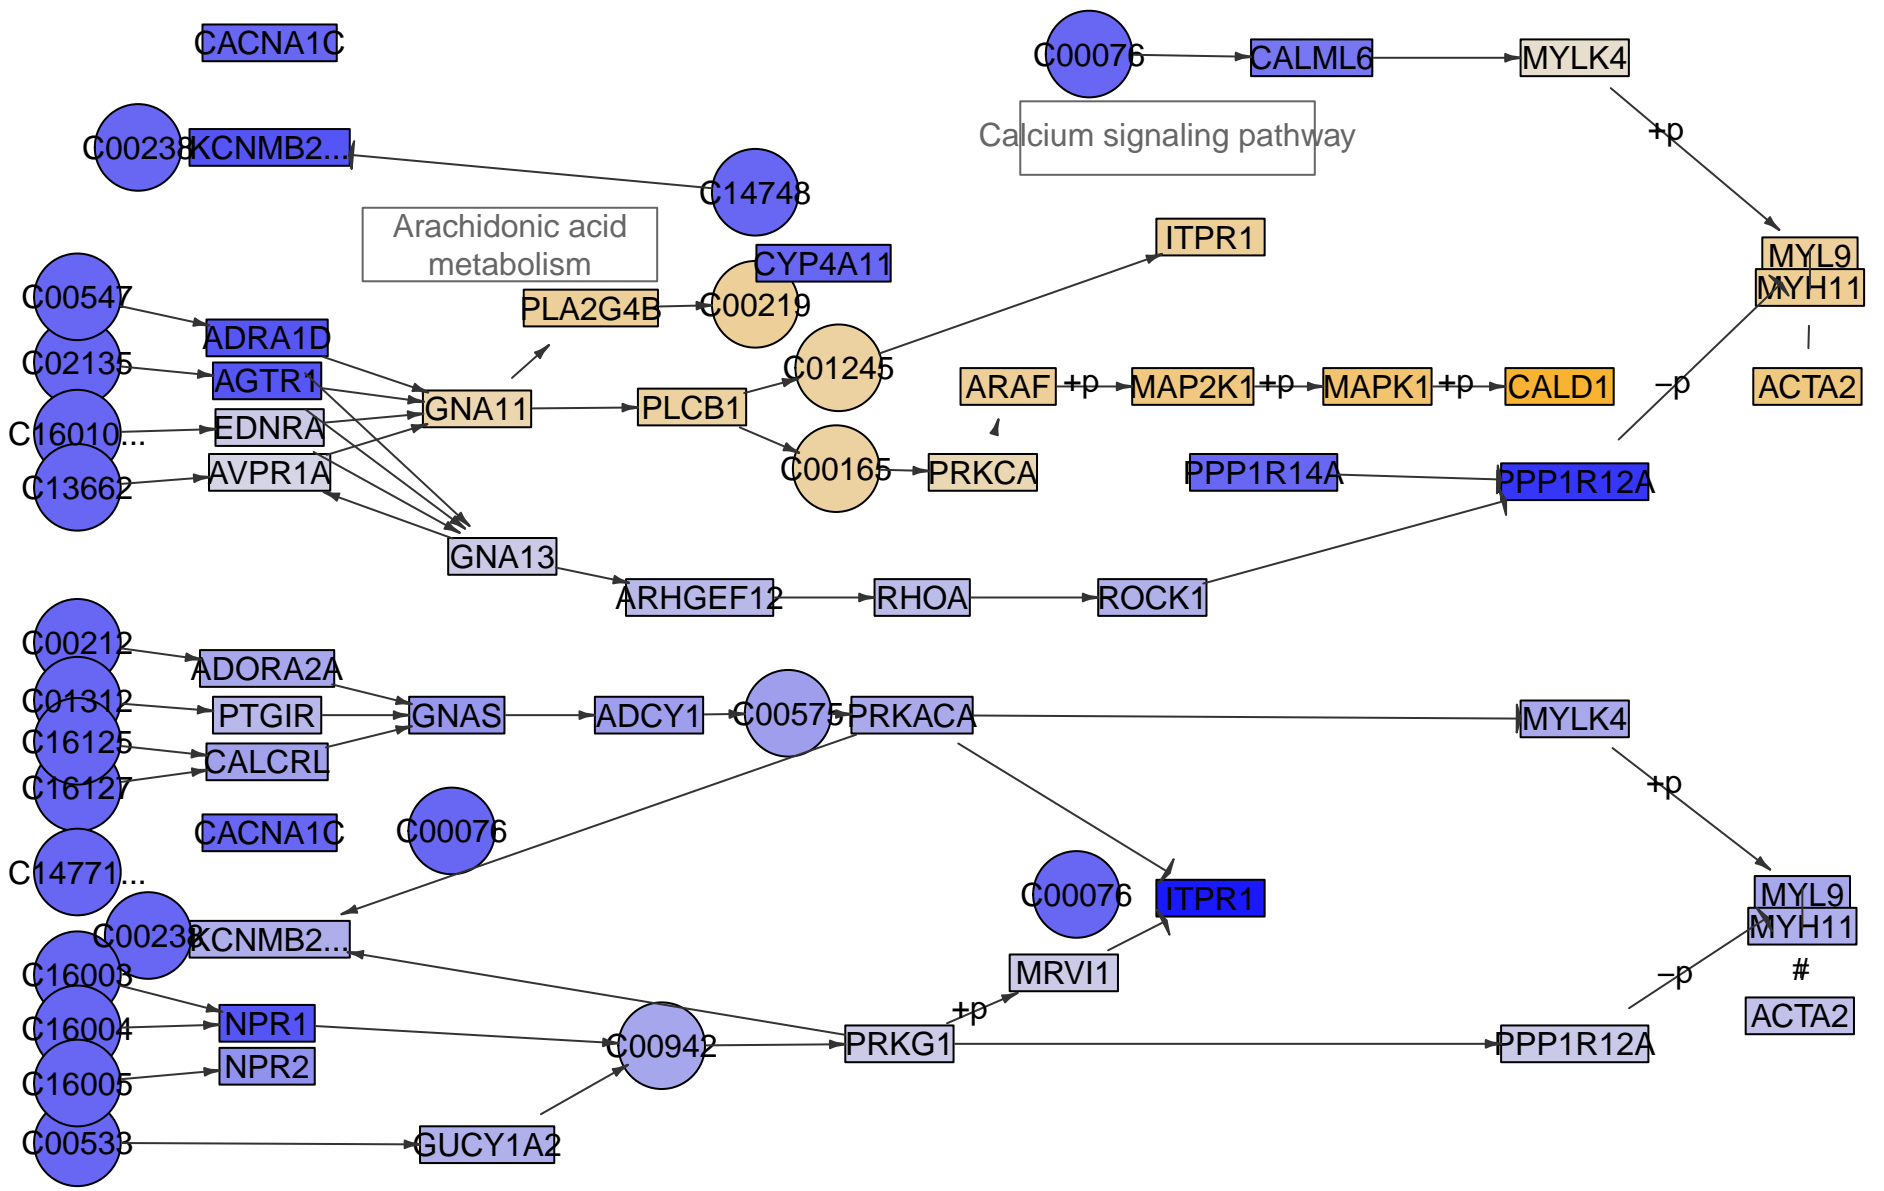 CACNA1C
C00076
CALML6
MYLK4
+p
Calcium signaling pathway
C00238
KCNMB2...
C14748
Arachidonic acid
metabolism
ITPR1
CYP4A11
MYL9
MYH11
C00547
PLA2G4B
C00219
ADRA1D
C02135
AGTR1
C01245
ARAF
+p
MAP2K1
+p
MAPK1
+p
CALD1
−p
ACTA2
GNA11
PLCB1
C16010...
EDNRA
C13662
AVPR1A
C00165
PRKCA
PPP1R14A
PPP1R12A
GNA13
ARHGEF12
RHOA
ROCK1
C00212
ADORA2A
C01312
PTGIR
GNAS
ADCY1
C00575
PRKACA
MYLK4
C16125
CALCRL
C16127
+p
CACNA1C
C00076
C14771...
C00076
ITPR1
MYL9
MYH11
C00238
KCNMB2...
C16003
MRVI1
−p
#
+p
C16004
NPR1
ACTA2
C00942
PRKG1
PPP1R12A
C16005
NPR2
C00533
GUCY1A2